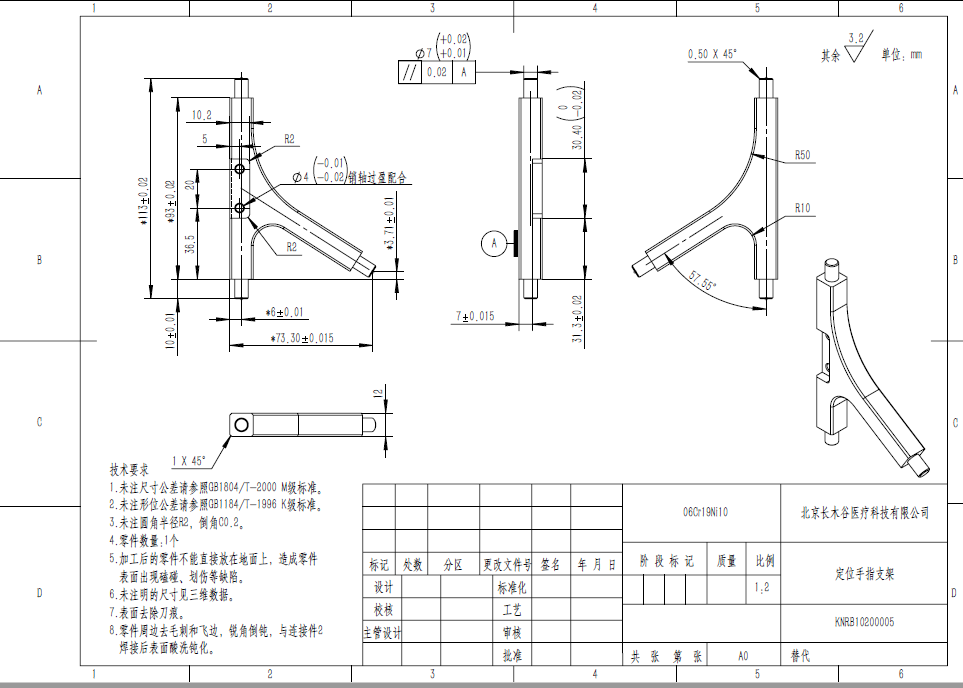 1 2 3 4 5 6
A
B
C
D
A
B
C
D
1 2 3 4 5 6
∅7(+0.02 +0.01)
// 0.02 A
0.50 X 45°
其余 3.2
单位: mm
10.2
5
R2
∅4(-0.01 -0.02)销轴过盈配合
20
*113±0.02
*93±0.02
36.5
R2
*3.71±0.01
10±0.01
*6±0.01
*73.30±0.015
30.40(0 -0.02)
A
7±0.015
31.3±0.02
R50
R10
57.55°
12
1 X 45°
技术要求
1.未注尺寸公差请参照GB1804/T-2000 M级标准。
2.未注形位公差请参照GB1184/T-1996 K级标准。
3.未注圆角半径R2, 倒角C0.2。
4.零件数量:1个
5.加工后的零件不能直接放在地面上, 造成零件
表面出现磕碰、划伤等缺陷。
6.未注明的尺寸见三维数据。
7.表面去除刀痕。
8.零件周边去毛刺和飞边, 锐角倒钝, 与连接件2
焊接后表面酸洗钝化。
06Cr19Ni10
北京长木谷医疗科技有限公司
标记 处数 分区 更改文件号 签名 年 月 日
阶 段 标 记 质量 比例
设计 标准化
1:2
定位手指支架
校核 工艺
KNRB10200005
主管设计 审核
批准
共 张 第 张 A0 替代